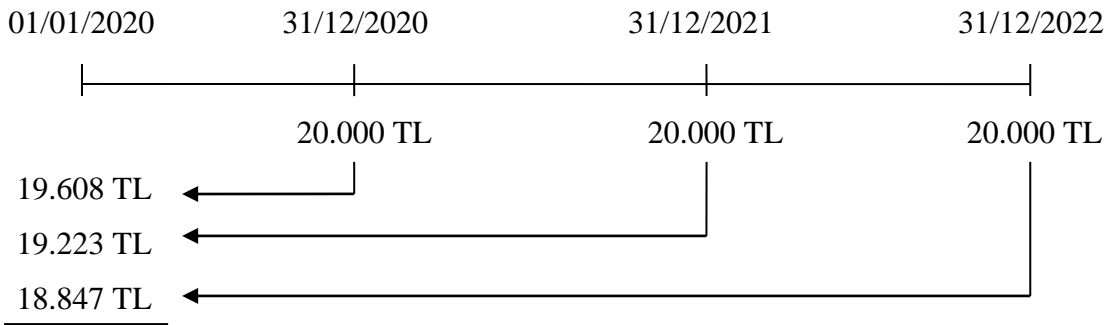 01/01/2020 31/12/2020 31/12/2021 31/12/2022
20.000 TL 20.000 TL 20.000 TL
19.608 TL
19.223 TL
18.847 TL